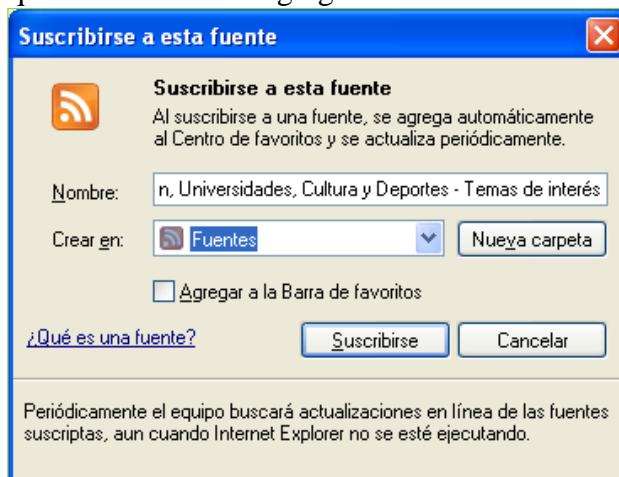 Suscribirse a esta fuente
Suscribirse a esta fuente
Al suscribirse a una fuente, se agrega automáticamente
al Centro de favoritos y se actualiza periódicamente.
Nombre: n, Universidades, Cultura y Deportes - Temas de interés
Crear en: Fuentes Nueva carpeta
Agregar a la Barra de favoritos
¿Qué es una fuente? Suscribirse Cancelar
Periódicamente el equipo buscará actualizaciones en línea de las fuentes
suscriptas, aun cuando Internet Explorer no se esté ejecutando.